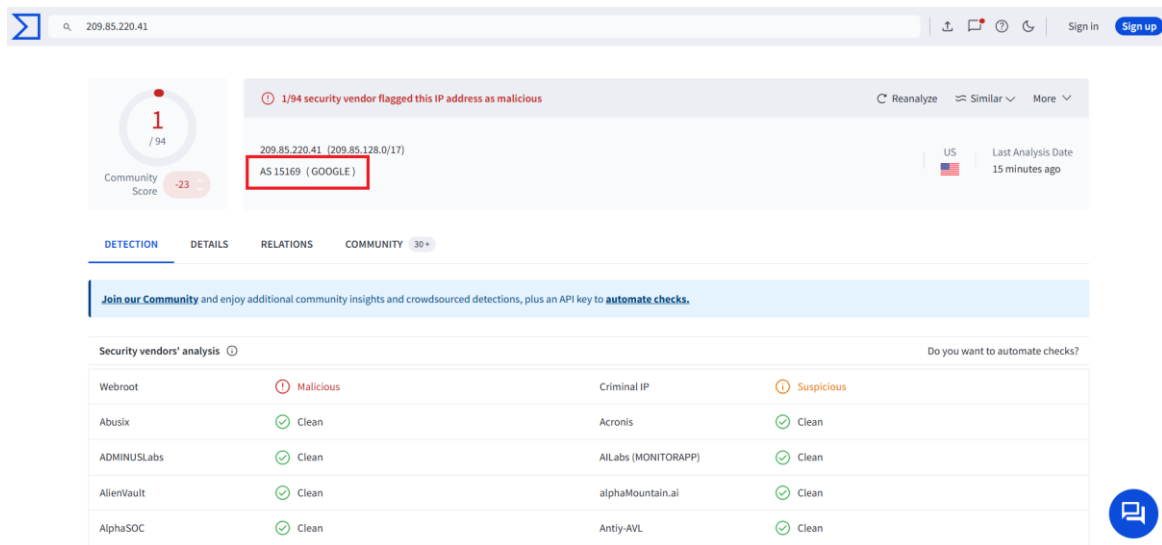 209.85.220.41
Sign in
Sign up
1
/ 94
Community
Score
-23
1/94 security vendor flagged this IP address as malicious
Reanalyze
Similar
More
209.85.220.41 (209.85.128.0/17)
AS 15169 ( GOOGLE )
US
Last Analysis Date
15 minutes ago
DETECTION
DETAILS
RELATIONS
COMMUNITY 30+
Join our Community and enjoy additional community insights and crowdsourced detections, plus an API key to automate checks.
Security vendors' analysis
Do you want to automate checks?
Webroot Malicious Criminal IP Suspicious
Abusix Clean Acronis Clean
ADMINUSLabs Clean AILabs (MONITORAPP) Clean
AlienVault Clean alphaMountain.ai Clean
AlphaSOC Clean Antiy-AVL Clean